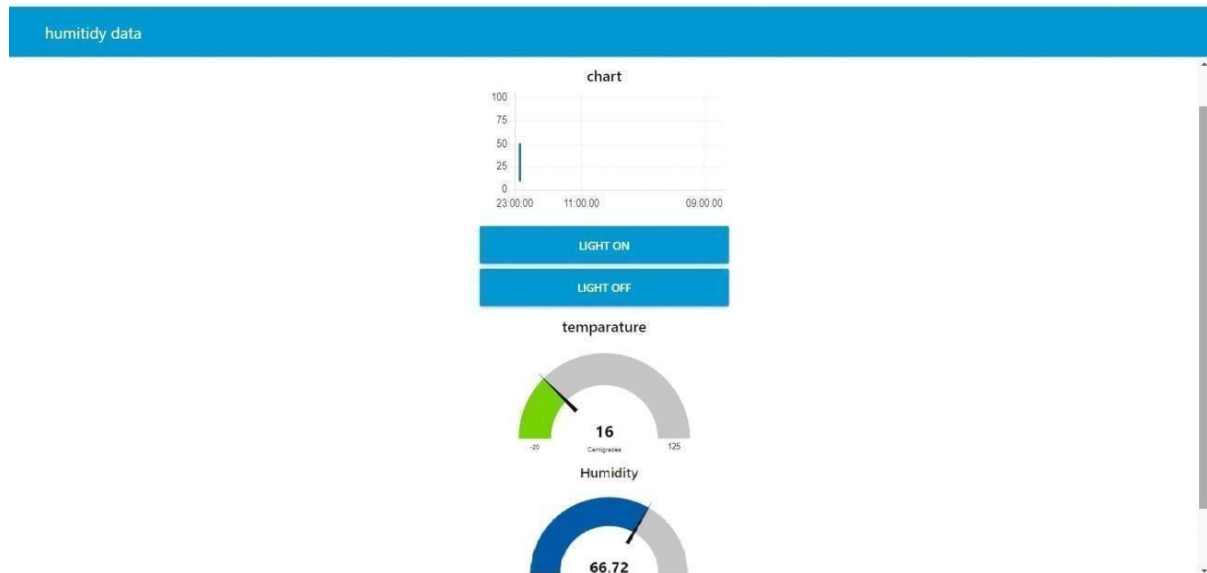 humitidy data
chart
100
75
50
25
0
23:00:00 11:00:00 09:00:00
LIGHT ON
LIGHT OFF
temparature
16
-20 Centigrades 125
Humidity
66.72